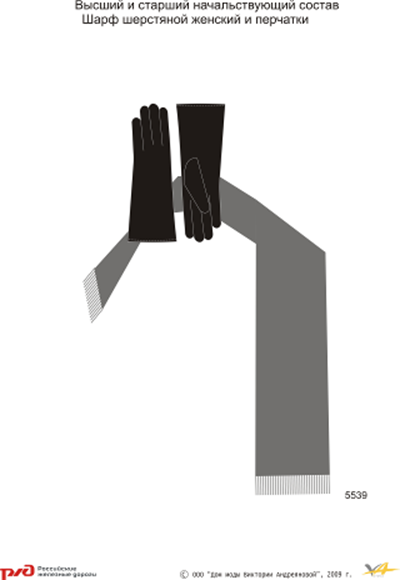 Высший и старший начальствующий состав
Шарф шерстяной женский и перчатки
5539
ржд Российские
железные дороги
© ООО "Дом моды Виктории Андреяновой", 2009 г.